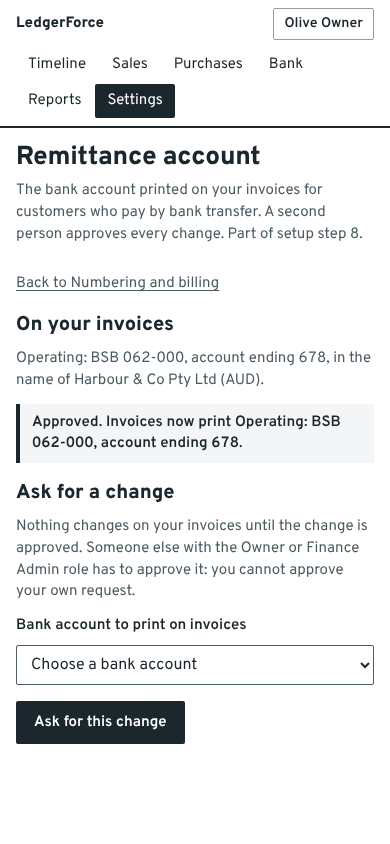 LedgerForce
Olive Owner
Timeline
Sales
Purchases
Bank
Reports
Settings
Remittance account
The bank account printed on your invoices for
customers who pay by bank transfer. A second
person approves every change. Part of setup step 8.
Back to Numbering and billing
On your invoices
Operating: BSB 062-000, account ending 678, in the
name of Harbour & Co Pty Ltd (AUD).
Approved. Invoices now print Operating: BSB
062-000, account ending 678.
Ask for a change
Nothing changes on your invoices until the change is
approved. Someone else with the Owner or Finance
Admin role has to approve it: you cannot approve
your own request.
Bank account to print on invoices
Choose a bank account
Ask for this change